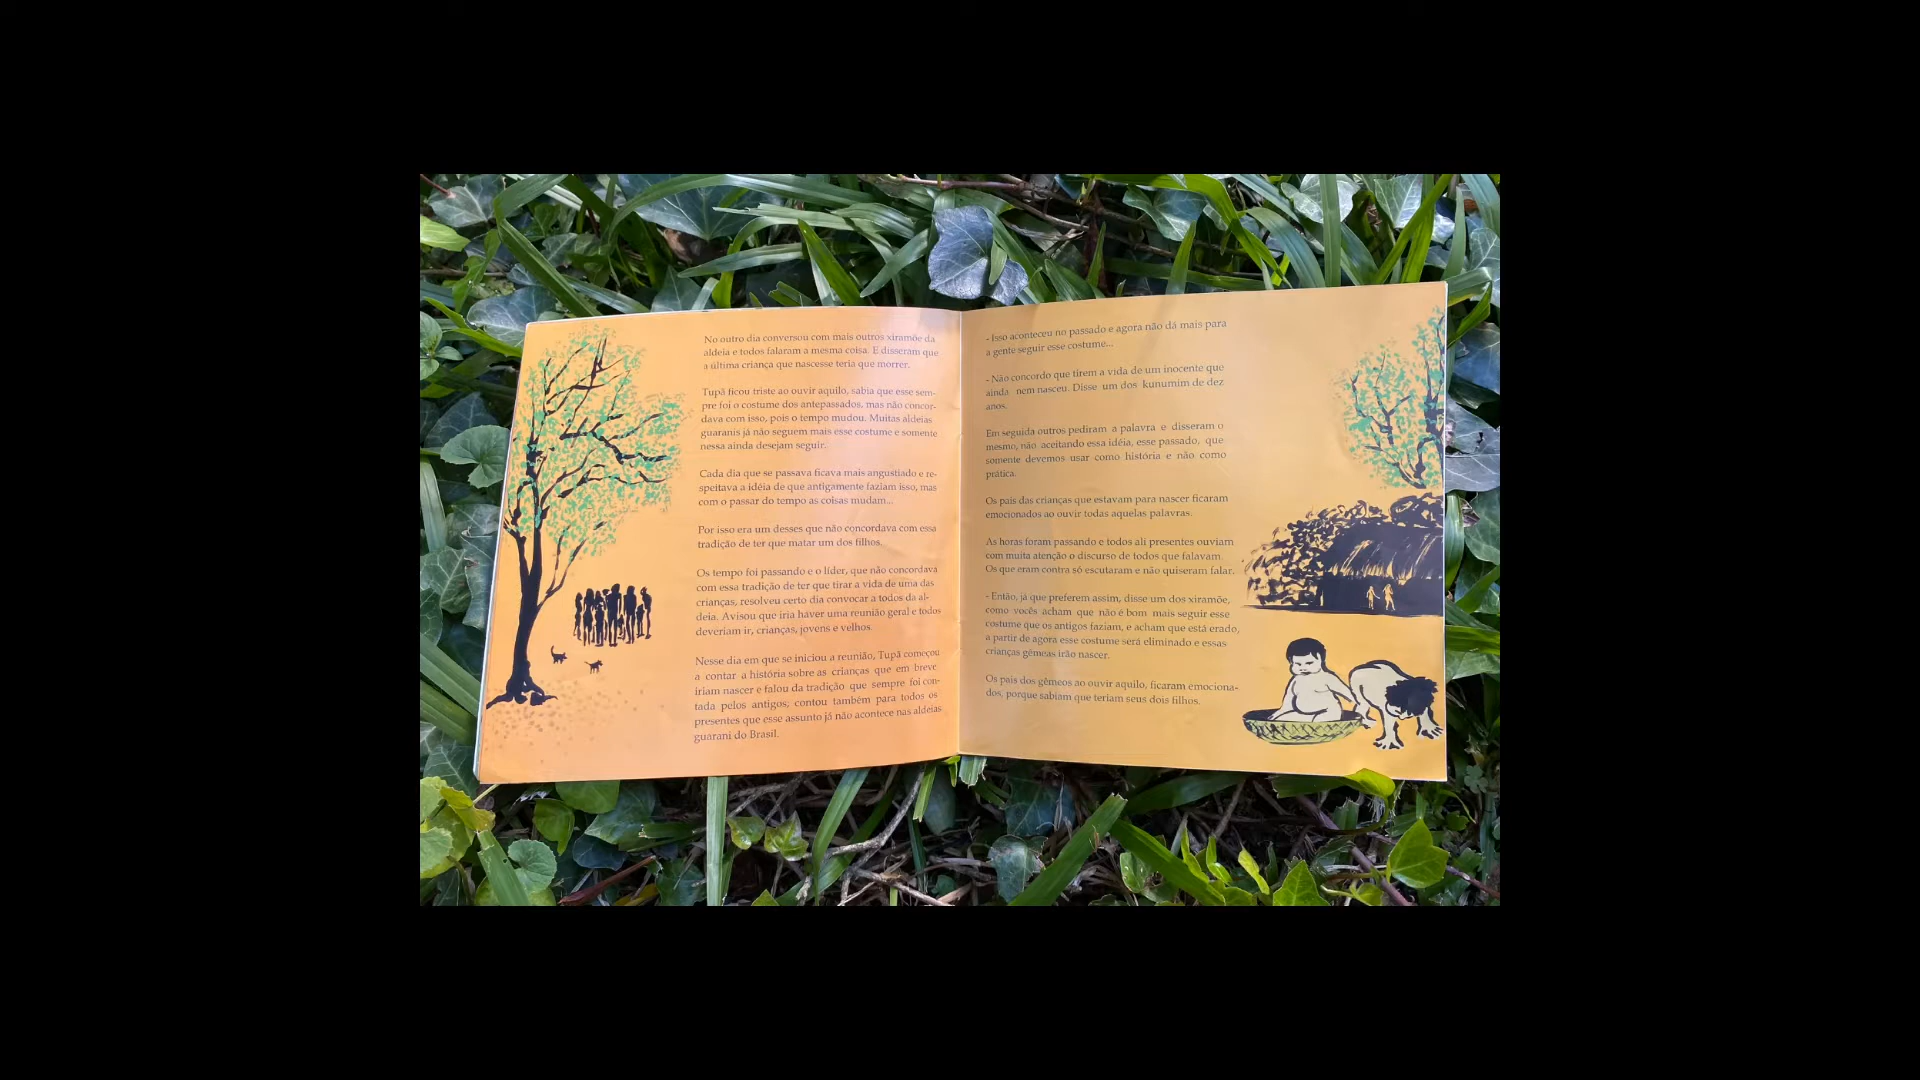 No outro dia conversou com mais outros xiramõe da
aldeia e todos falaram a mesma coisa. E disseram que
a última criança que nascesse teria que morrer.
Tupã ficou triste ao ouvir aquilo, sabia que esse sem-
pre foi o costume dos antepassados, mas não concor-
dava com isso, pois o tempo mudou. Muitas aldeias
guaranis já não seguem mais esse costume e somente
nessa ainda desejam seguir.
Cada dia que se passava ficava mais angustiado e re-
speitava a idéia de que antigamente faziam isso, mas
com o passar do tempo as coisas mudam...
Por isso era um desses que não concordava com essa
tradição de ter que matar um dos filhos.
Os tempo foi passando e o líder, que não concordava
com essa tradição de ter que tirar a vida de uma das
crianças, resolveu certo dia convocar a todos da al-
deia. Avisou que iria haver uma reunião geral e todos
deveriam ir, crianças, jovens e velhos.
Nesse dia em que se iniciou a reunião, Tupã começou
a contar a história sobre as crianças que em breve
iriam nascer e falou da tradição que sempre foi con-
tada pelos antigos, contou também para todos os
presentes que esse assunto já não acontece nas aldeias
guarani do Brasil.
- Isso aconteceu no passado e agora não dá mais para
a gente seguir esse costume...
- Não concordo que tirem a vida de um inocente que
ainda nem nasceu. Disse um dos kunumim de dez
anos.
Em seguida outros pediram a palavra e disseram o
mesmo, não aceitando essa idéia, esse passado, que
somente devemos usar como história e não como
prática.
Os pais das crianças que estavam para nascer ficaram
emocionados ao ouvir todas aquelas palavras.
As horas foram passando e todos ali presentes ouviam
com muita atenção o discurso de todos que falavam.
Os que eram contra só escutaram e não quiseram falar.
- Então, já que preferem assim, disse um dos xiramõe,
como vocês acham que não é bom mais seguir esse
costume que os antigos faziam, e acham que está erado,
a partir de agora esse costume será eliminado e essas
crianças gêmeas irão nascer.
Os pais dos gêmeos ao ouvir aquilo, ficaram emociona-
dos, porque sabiam que teriam seus dois filhos.